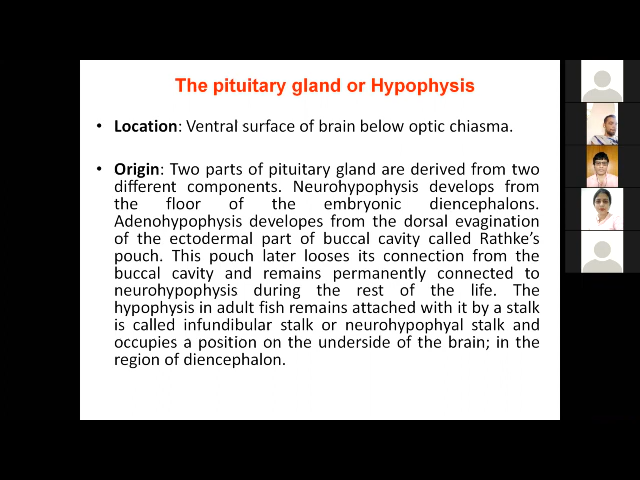 The pituitary gland or Hypophysis
• Location: Ventral surface of brain below optic chiasma.
• Origin: Two parts of pituitary gland are derived from two
different components. Neurohypophysis develops from
the floor of the embryonic diencephalons.
Adenohypophysis developes from the dorsal evagination
of the ectodermal part of buccal cavity called Rathke's
pouch. This pouch later looses its connection from the
buccal cavity and remains permanently connected to
neurohypophysis during the rest of the life. The
hypophysis in adult fish remains attached with it by a stalk
is called infundibular stalk or neurohypophyal stalk and
occupies a position on the underside of the brain; in the
region of diencephalon.